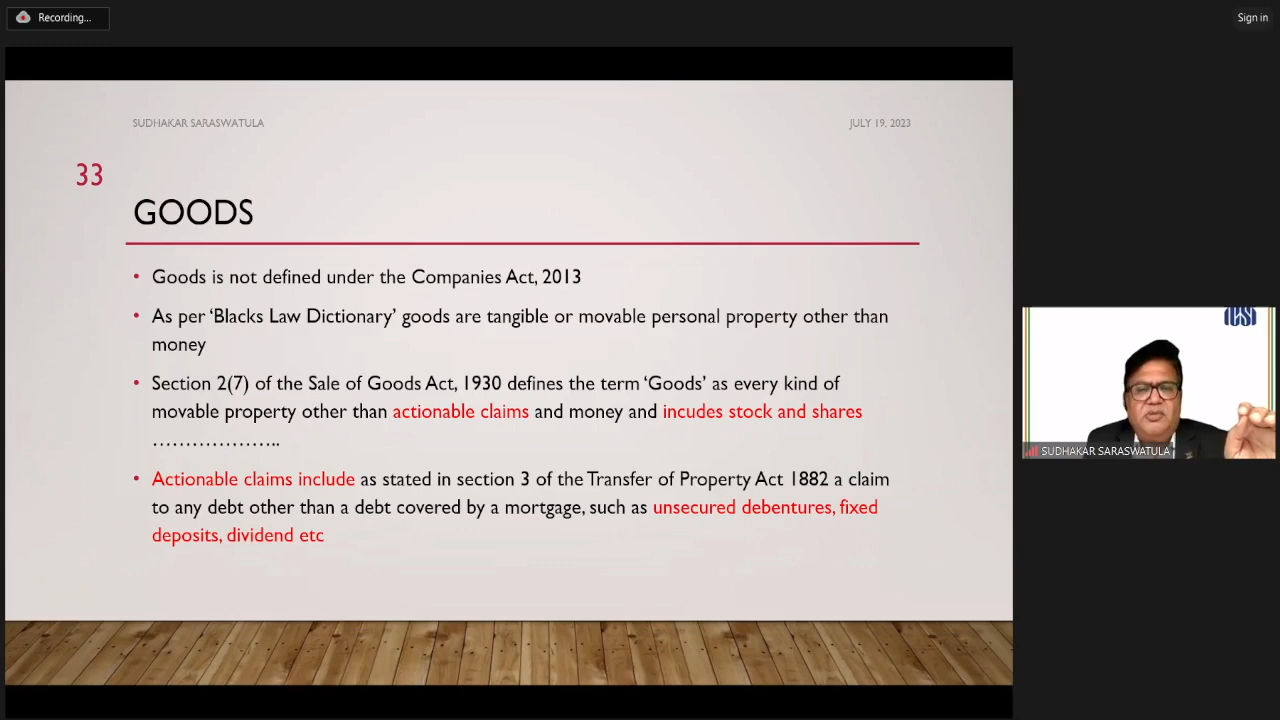 Recording...
Sign in
SUDHAKAR SARASWATULA
JULY 19, 2023
33
GOODS
• Goods is not defined under the Companies Act, 2013
• As per ‘Blacks Law Dictionary’ goods are tangible or movable personal property other than
money
• Section 2(7) of the Sale of Goods Act, 1930 defines the term ‘Goods’ as every kind of
movable property other than actionable claims and money and incudes stock and shares
………………..
• Actionable claims include as stated in section 3 of the Transfer of Property Act 1882 a claim
to any debt other than a debt covered by a mortgage, such as unsecured debentures, fixed
deposits, dividend etc
SUDHAKAR SARASWATULA